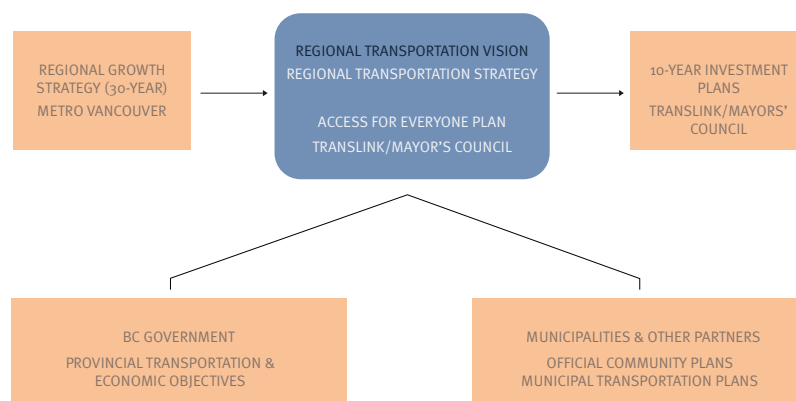 REGIONAL GROWTH
STRATEGY (30-YEAR)
METRO VANCOUVER
REGIONAL TRANSPORTATION VISION
REGIONAL TRANSPORTATION STRATEGY
ACCESS FOR EVERYONE PLAN
TRANSLINK/MAYOR'S COUNCIL
10-YEAR INVESTMENT
PLANS
TRANSLINK/MAYORS'
COUNCIL
BC GOVERNMENT
PROVINCIAL TRANSPORTATION &
ECONOMIC OBJECTIVES
MUNICIPALITIES & OTHER PARTNERS
OFFICIAL COMMUNITY PLANS
MUNICIPAL TRANSPORTATION PLANS